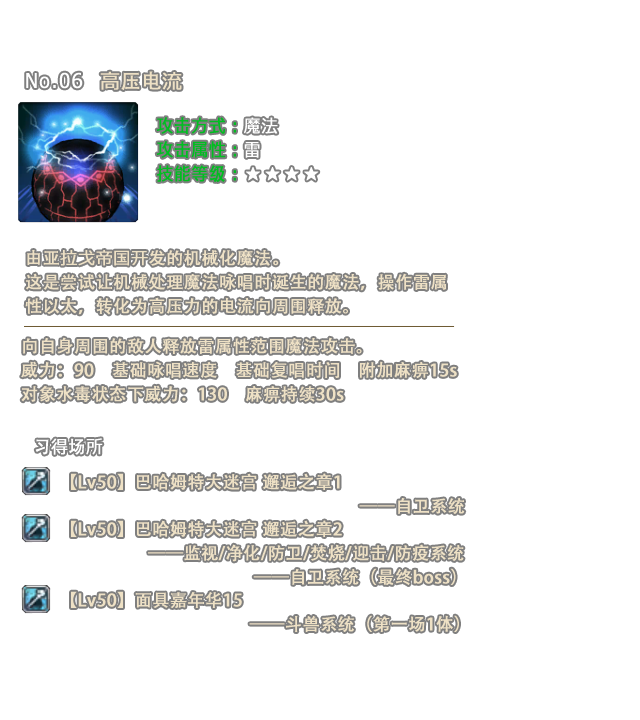 No.06 高压电流
攻击方式：魔法
攻击属性：雷
技能等级：☆☆☆☆
由亚拉戈帝国开发的机械化魔法。
这是尝试让机械处理魔法咏唱时诞生的魔法，操作雷属
性以太，转化为高压力的电流向周围释放。
向自身周围的敌人释放雷属性范围魔法攻击。
威力：90 基础咏唱速度 基础复唱时间 附加麻痹15s
对象水毒状态下威力：130 麻痹持续30s
习得场所
【Lv50】巴哈姆特大迷宫 邂逅之章1
——自卫系统
【Lv50】巴哈姆特大迷宫 邂逅之章2
——监视/净化/防卫/焚烧/迎击/防疫系统
——自卫系统（最终boss）
【Lv50】面具嘉年华15
——斗兽系统（第一场1体）